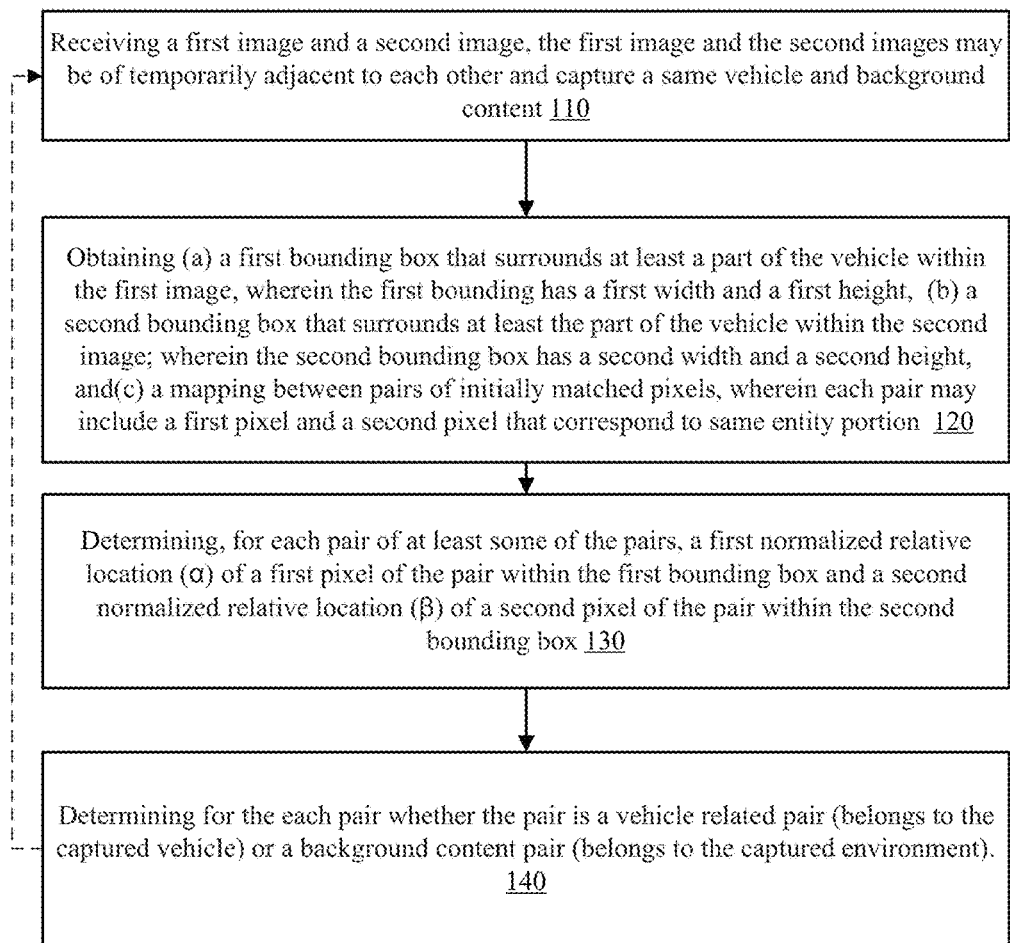 Receiving a first image and a second image, the first image and the second images may
be of temporarily adjacent to each other and capture a same vehicle and background
content 110
Obtaining (a) a first bounding box that surrounds at least a part of the vehicle within
the first image, wherein the first bounding has a first width and a first height, (b) a
second bounding box that surrounds at least the part of the vehicle within the second
image; wherein the second bounding box has a second width and a second height,
and(c) a mapping between pairs of initially matched pixels, wherein each pair may
include a first pixel and a second pixel that correspond to same entity portion 120
Determining, for each pair of at least some of the pairs, a first normalized relative
location (α) of a first pixel of the pair within the first bounding box and a second
normalized relative location (β) of a second pixel of the pair within the second
bounding box 130
Determining for the each pair whether the pair is a vehicle related pair (belongs to the
captured vehicle) or a background content pair (belongs to the captured environment).
140